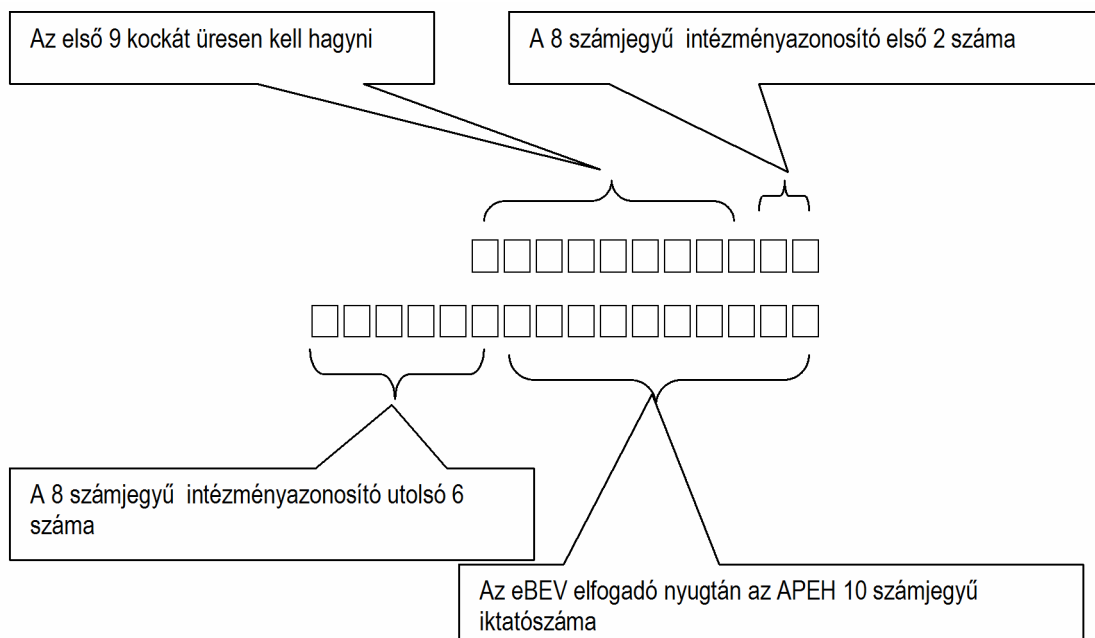 Az első 9 kockát üresen kell hagyni
A 8 számjegyű intézményazonosító első 2 száma
A 8 számjegyű intézményazonosító utolsó 6
száma
Az eBEV elfogadó nyugtán az APEH 10 számjegyű
iktatószáma